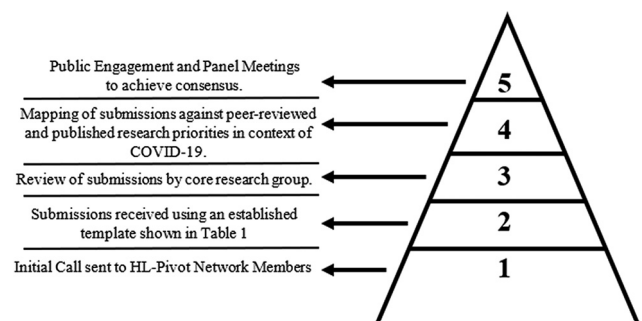 Public Engagement and Panel Meetings
to achieve consensus.
5
Mapping of submissions against peer-reviewed
and published research priorities in context of
COVID-19.
4
Review of submissions by core research group.
3
Submissions received using an established
template shown in Table 1
2
Initial Call sent to HL-Pivot Network Members
1